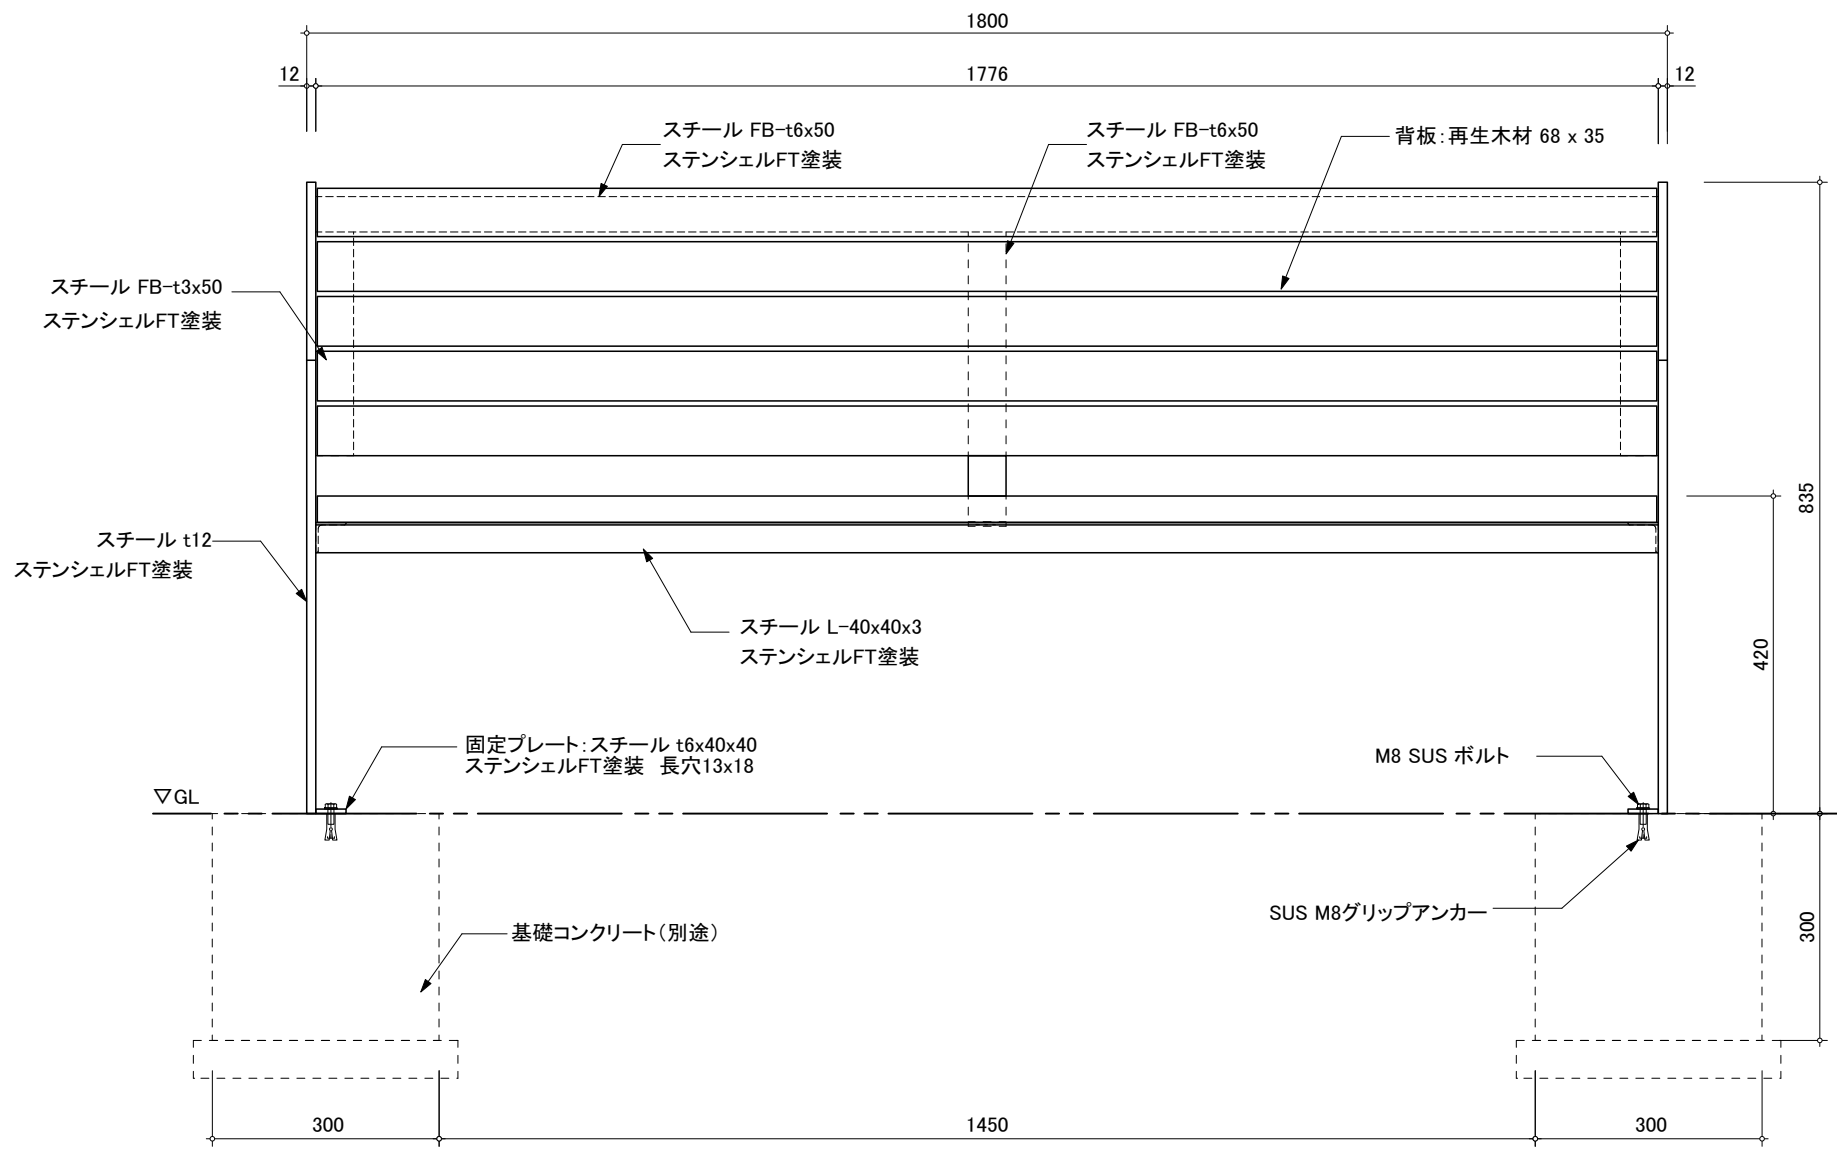 1800
12
1776
12
スチール FB-t6x50
ステンシェルFT塗装
スチール FB-t6x50
ステンシェルFT塗装
背板:再生木材 68 x 35
スチール FB-t3x50
ステンシェルFT塗装
835
スチール t12
ステンシェルFT塗装
スチール L-40x40x3
ステンシェルFT塗装
420
固定プレート:スチール t6x40x40
ステンシェルFT塗装 長穴13x18
M8 SUS ボルト
▽GL
SUS M8グリップアンカー
基礎コンクリート(別途)
300
300
1450
300